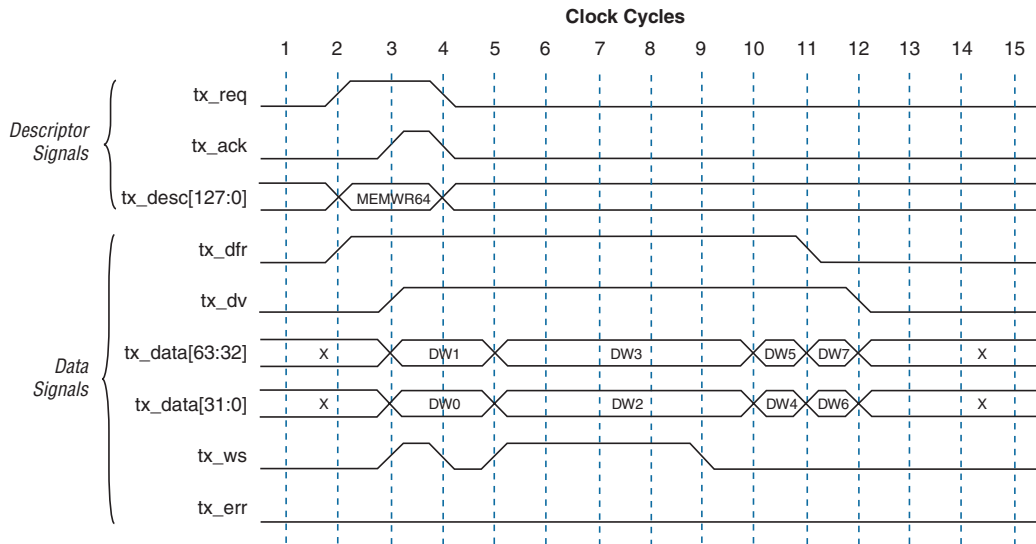 Clock Cycles
1 2 3 4 5 6 7 8 9 10 11 12 13 14 15
Descriptor
Signals
tx_req
tx_ack
tx_desc[127:0]
MEMWR64
Data
Signals
tx_dfr
tx_dv
tx_data[63:32]
X DW1 DW3 DW5 DW7 X
tx_data[31:0]
X DW0 DW2 DW4 DW6 X
tx_ws
tx_err